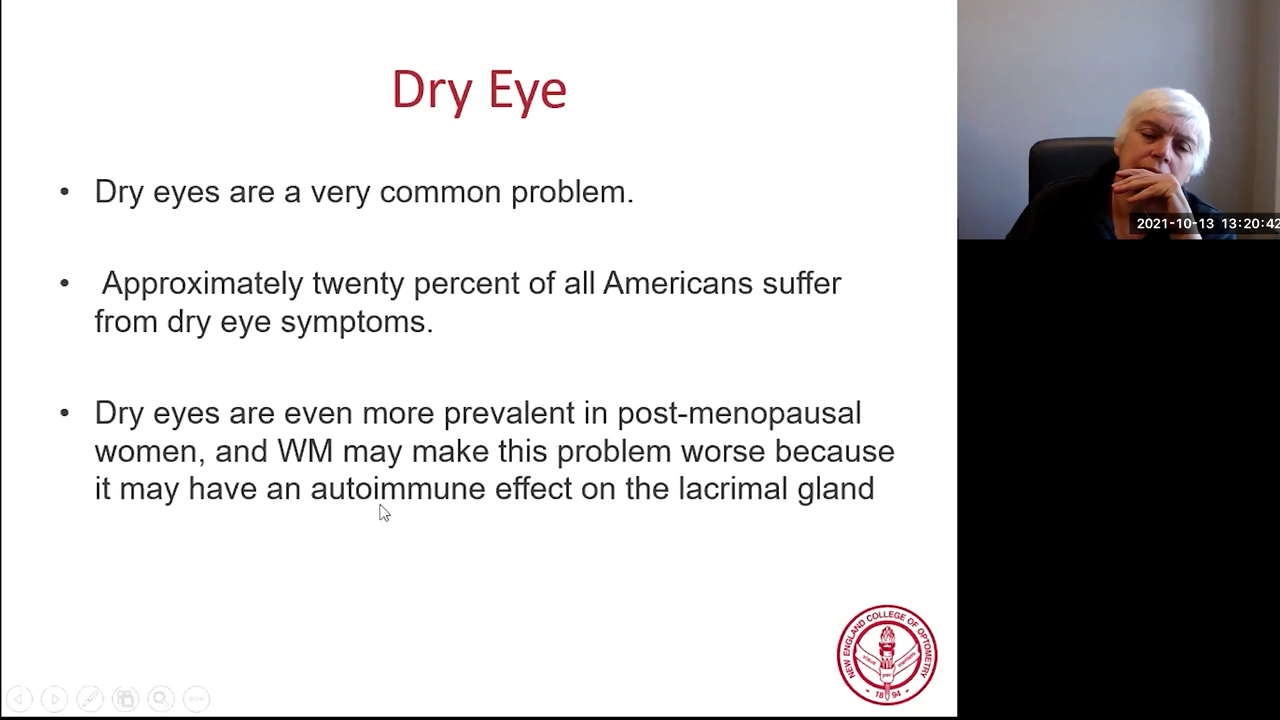 Dry Eye
• Dry eyes are a very common problem.
• Approximately twenty percent of all Americans suffer
from dry eye symptoms.
• Dry eyes are even more prevalent in post-menopausal
women, and WM may make this problem worse because
it may have an autoimmune effect on the lacrimal gland
2021-10-13 13:20:42
NEW ENGLAND COLLEGE OF OPTOMETRY
18 94